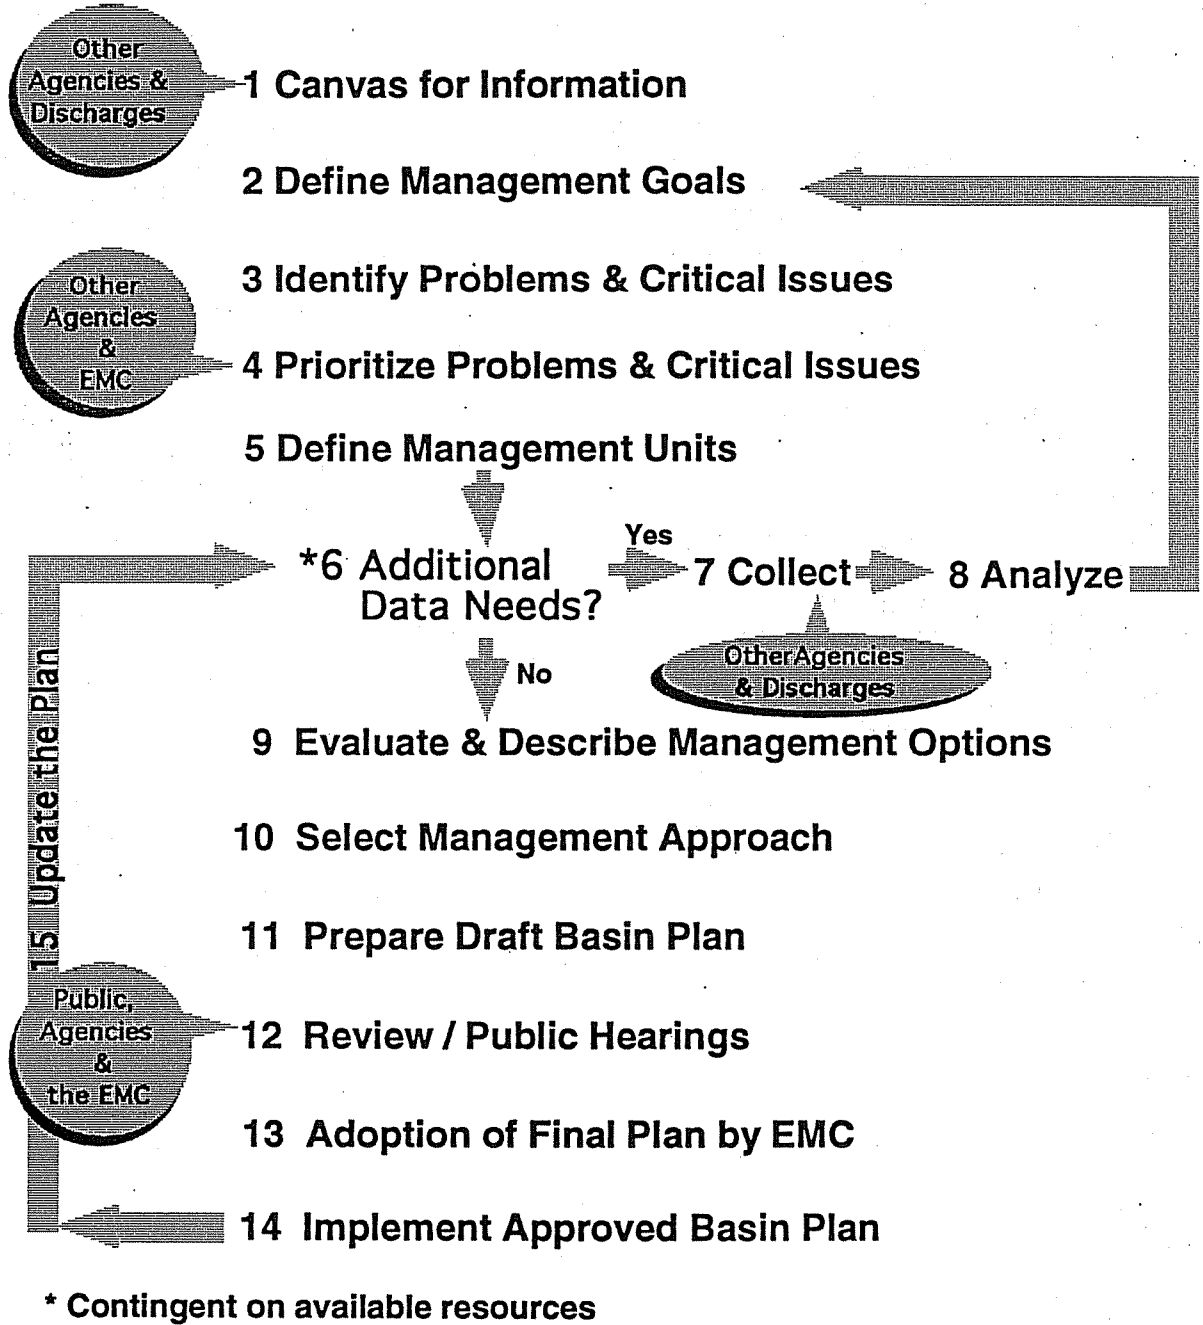 Other
Agencies &
Discharges
1 Canvas for Information
2 Define Management Goals
3 Identify Problems & Critical Issues
Other
Agencies
&
EMC
4 Prioritize Problems & Critical Issues
5 Define Management Units
*6 Additional
Data Needs?
Yes
7 Collect
8 Analyze
Other Agencies
& Discharges
No
9 Evaluate & Describe Management Options
10 Select Management Approach
11 Prepare Draft Basin Plan
Public,
Agencies
&
the EMC
12 Review / Public Hearings
13 Adoption of Final Plan by EMC
14 Implement Approved Basin Plan
15 Update the Plan
* Contingent on available resources